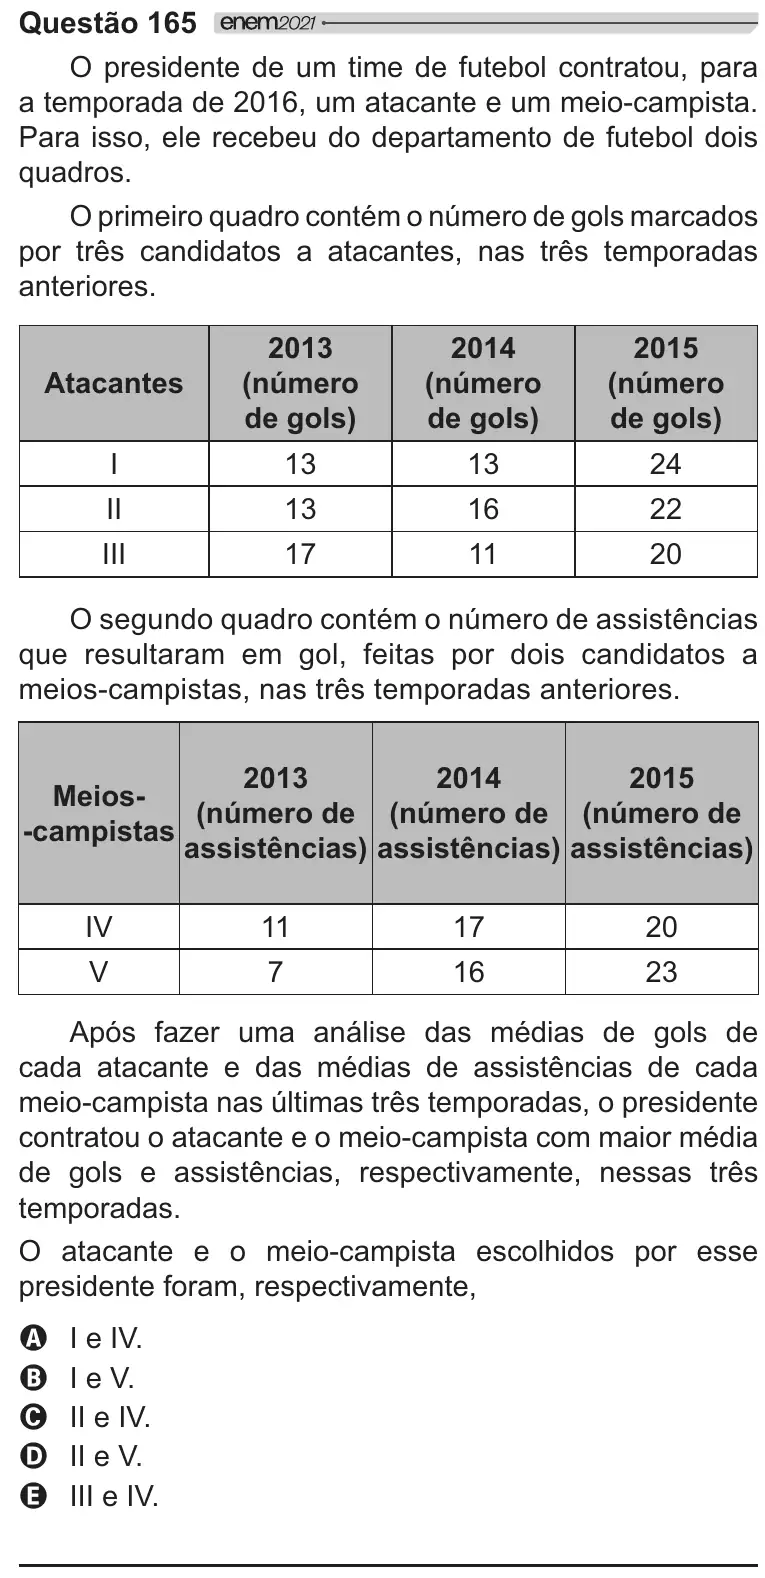 Questão 165 enem2021
O presidente de um time de futebol contratou, para
a temporada de 2016, um atacante e um meio-campista.
Para isso, ele recebeu do departamento de futebol dois
quadros.
O primeiro quadro contém o número de gols marcados
por três candidatos a atacantes, nas três temporadas
anteriores.
Atacantes 2013 (número de gols) 2014 (número de gols) 2015 (número de gols)
I 13 13 24
II 13 16 22
III 17 11 20
O segundo quadro contém o número de assistências
que resultaram em gol, feitas por dois candidatos a
meios-campistas, nas três temporadas anteriores.
Meios- -campistas 2013 (número de assistências) 2014 (número de assistências) 2015 (número de assistências)
IV 11 17 20
V 7 16 23
Após fazer uma análise das médias de gols de
cada atacante e das médias de assistências de cada
meio-campista nas últimas três temporadas, o presidente
contratou o atacante e o meio-campista com maior média
de gols e assistências, respectivamente, nessas três
temporadas.
O atacante e o meio-campista escolhidos por esse
presidente foram, respectivamente,
A I e IV.
B I e V.
C II e IV.
D II e V.
E III e IV.